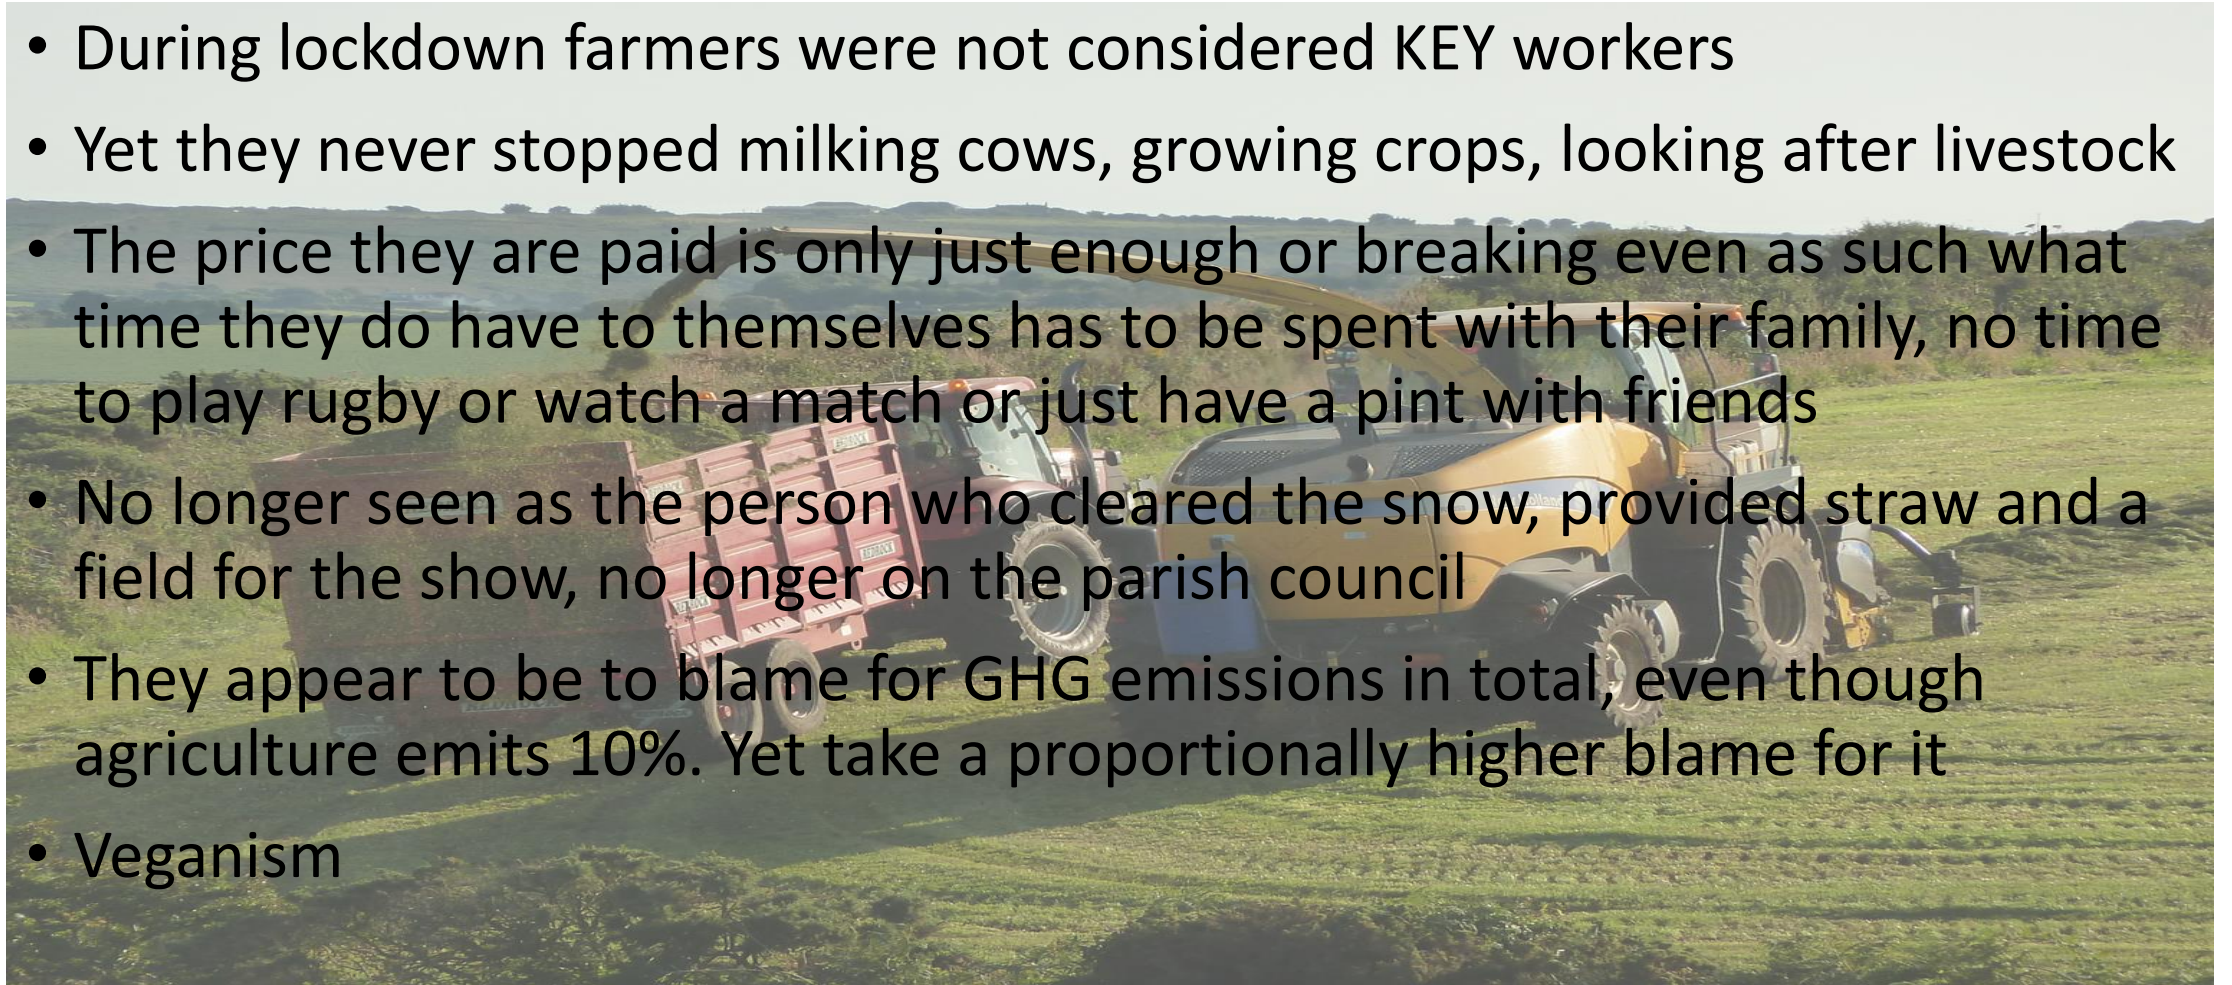 • During lockdown farmers were not considered KEY workers
• Yet they never stopped milking cows, growing crops, looking after livestock
• The price they are paid is only just enough or breaking even as such what
time they do have to themselves has to be spent with their family, no time
to play rugby or watch a match or just have a pint with friends
• No longer seen as the person who cleared the snow, provided straw and a
field for the show, no longer on the parish council
• They appear to be to blame for GHG emissions in total, even though
agriculture emits 10%. Yet take a proportionally higher blame for it
• Veganism
REDROCK
REDROCK